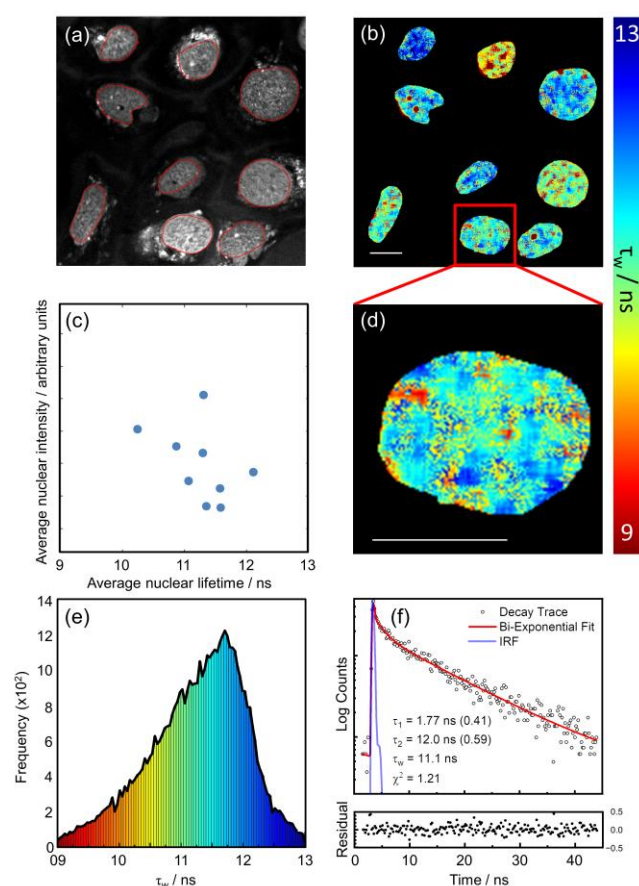 (a)
(b)
13
τw / ns
9
(c)
Average nuclear intensity / arbitrary units
9 10 11 12 13
Average nuclear lifetime / ns
(d)
(e)
14
12
10
8
6
4
2
0
Frequency (x10²)
09 10 11 12 13
τw / ns
(f)
Decay Trace
Bi-Exponential Fit
IRF
Log Counts
τ1 = 1.77 ns (0.41)
τ2 = 12.0 ns (0.59)
τw = 11.1 ns
χ² = 1.21
Residual
0.5
0.0
-0.5
0 10 20 30 40
Time / ns